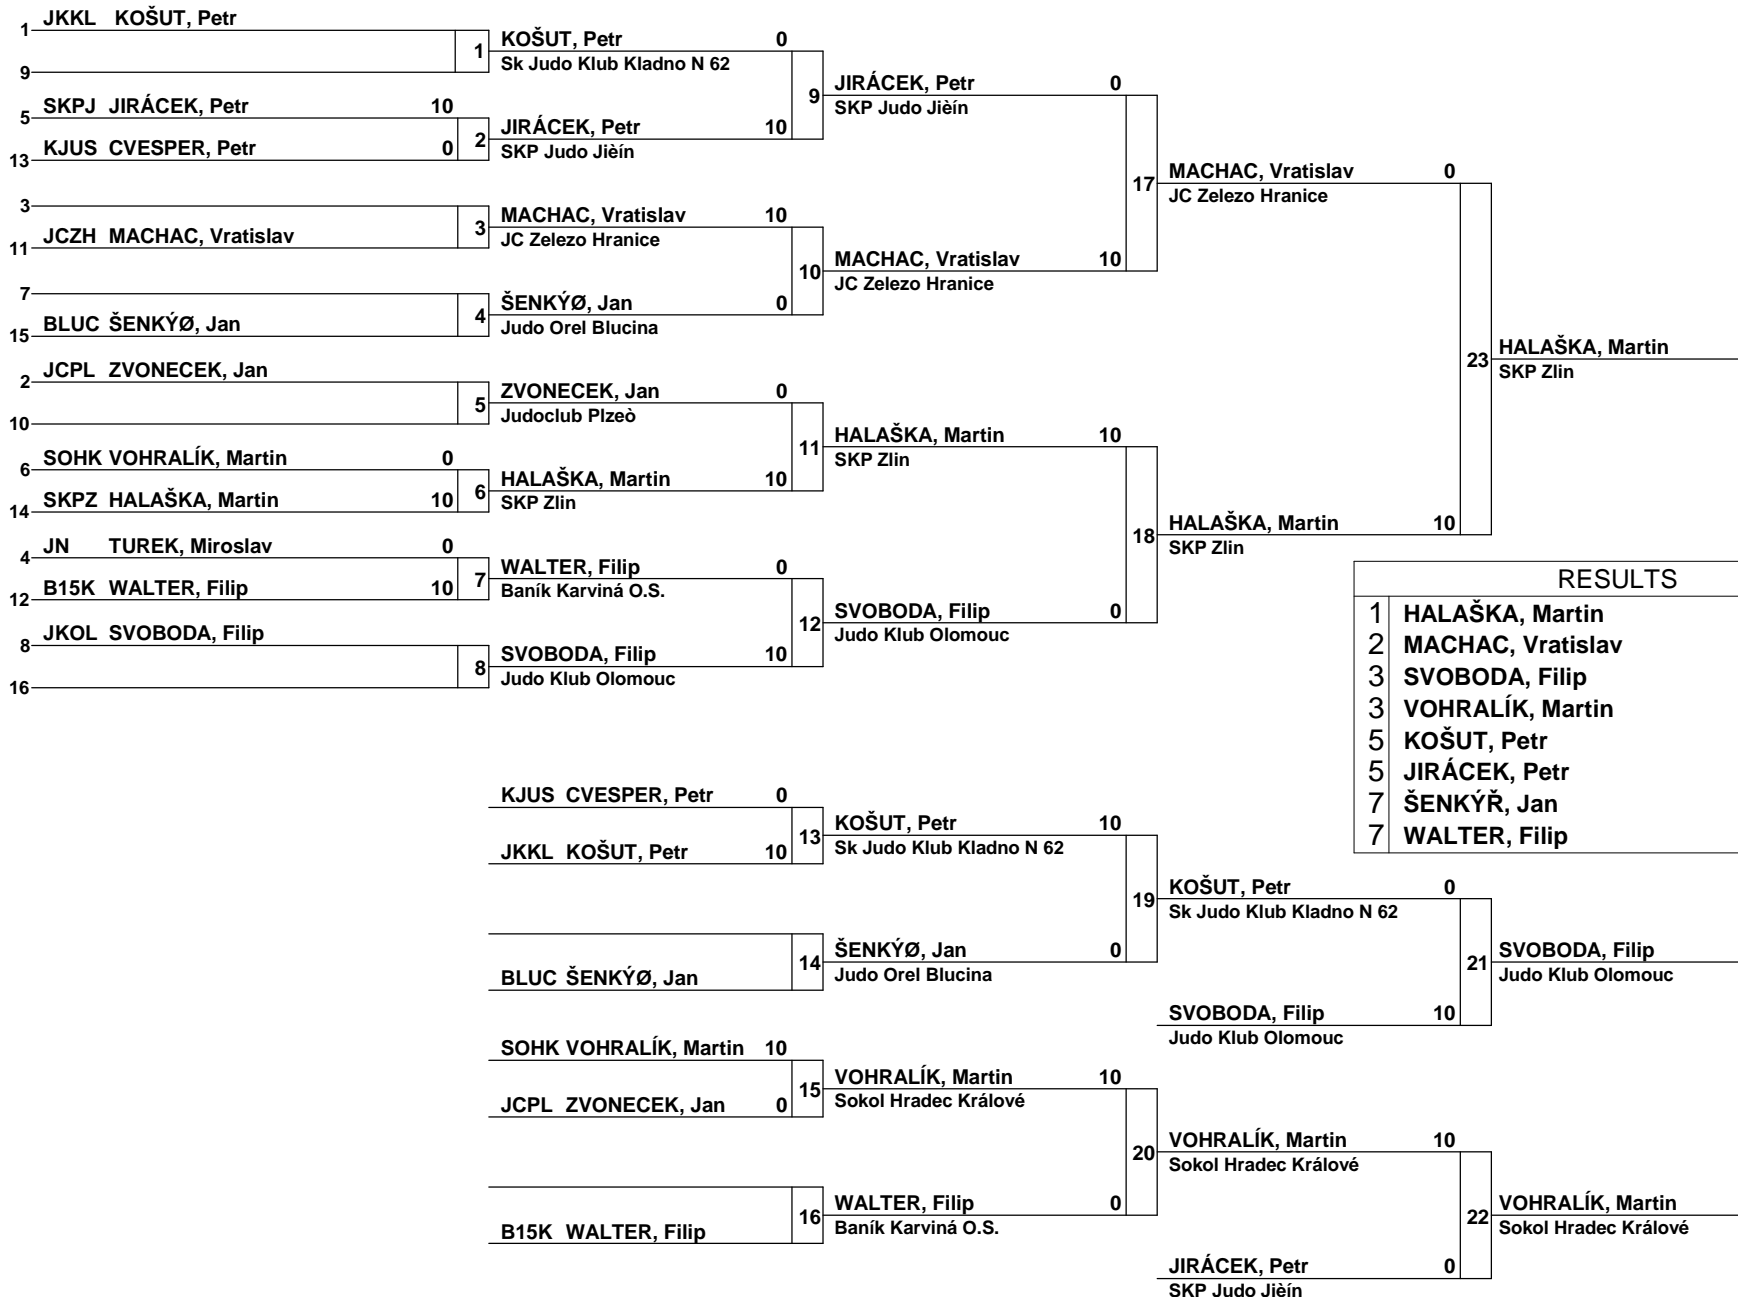 1 JKKL KOŠUT, Petr
9
1 KOŠUT, Petr 0
Sk Judo Klub Kladno N 62
5 SKPJ JIRÁCEK, Petr 10
13 KJUS CVESPER, Petr 0
2 JIRÁCEK, Petr 10
SKP Judo Jièín
9 JIRÁCEK, Petr 0
SKP Judo Jièín
3
11 JCZH MACHAC, Vratislav
3 MACHAC, Vratislav 10
JC Zelezo Hranice
7
15 BLUC ŠENKÝØ, Jan
4 ŠENKÝØ, Jan 0
Judo Orel Blucina
10 MACHAC, Vratislav 10
JC Zelezo Hranice
17 MACHAC, Vratislav 0
JC Zelezo Hranice
2 JCPL ZVONECEK, Jan
10
5 ZVONECEK, Jan 0
Judoclub Plzeò
6 SOHK VOHRALÍK, Martin 0
14 SKPZ HALAŠKA, Martin 10
6 HALAŠKA, Martin 10
SKP Zlin
11 HALAŠKA, Martin 10
SKP Zlin
4 JN TUREK, Miroslav 0
12 B15K WALTER, Filip 10
7 WALTER, Filip 0
Baník Karviná O.S.
8 JKOL SVOBODA, Filip
16
8 SVOBODA, Filip 10
Judo Klub Olomouc
12 SVOBODA, Filip 0
Judo Klub Olomouc
18 HALAŠKA, Martin 10
SKP Zlin
23 HALAŠKA, Martin
SKP Zlin
RESULTS
1 HALAŠKA, Martin
2 MACHAC, Vratislav
3 SVOBODA, Filip
3 VOHRALÍK, Martin
5 KOŠUT, Petr
5 JIRÁCEK, Petr
7 ŠENKÝŘ, Jan
7 WALTER, Filip
KJUS CVESPER, Petr 0
JKKL KOŠUT, Petr 10
13 KOŠUT, Petr 10
Sk Judo Klub Kladno N 62
BLUC ŠENKÝØ, Jan
14 ŠENKÝØ, Jan 0
Judo Orel Blucina
19 KOŠUT, Petr 0
Sk Judo Klub Kladno N 62
SVOBODA, Filip 10
Judo Klub Olomouc
21 SVOBODA, Filip
Judo Klub Olomouc
SOHK VOHRALÍK, Martin 10
JCPL ZVONECEK, Jan 0
15 VOHRALÍK, Martin 10
Sokol Hradec Králové
B15K WALTER, Filip
16 WALTER, Filip 0
Baník Karviná O.S.
20 VOHRALÍK, Martin 10
Sokol Hradec Králové
JIRÁCEK, Petr 0
SKP Judo Jièín
22 VOHRALÍK, Martin
Sokol Hradec Králové